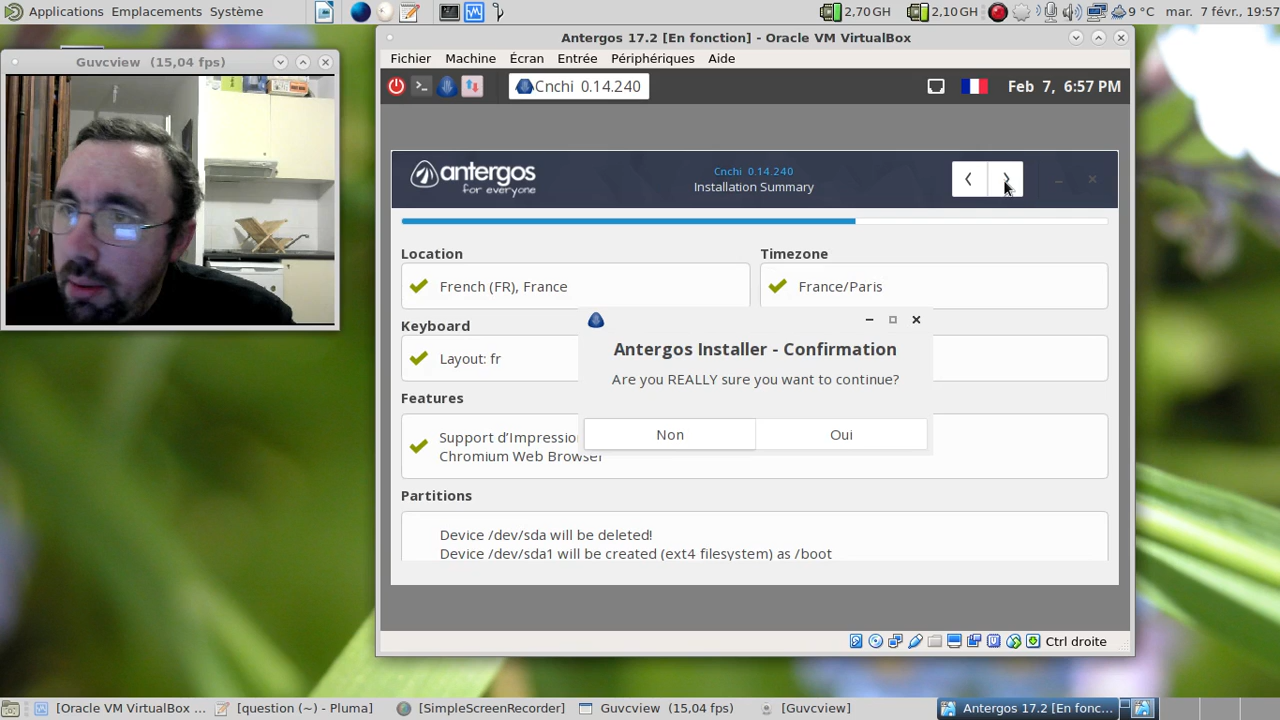 Applications Emplacements Système
2,70 GH
2,10 GH
9 °C
mar. 7 févr., 19:57
Guvcview (15,04 fps)
Antergos 17.2 [En fonction] - Oracle VM VirtualBox
Fichier Machine Écran Entrée Périphériques Aide
Cnchi 0.14.240
Feb 7, 6:57 PM
antergos
for everyone
Cnchi 0.14.240
Installation Summary
Location
Timezone
French (FR), France
France/Paris
Keyboard
Layout: fr
Antergos Installer - Confirmation
Are you REALLY sure you want to continue?
Non
Oui
Features
Support d’Impression
Chromium Web Browser
Partitions
Device /dev/sda will be deleted!
Device /dev/sda1 will be created (ext4 filesystem) as /boot
Ctrl droite
[Oracle VM VirtualBox ...
[question (~) - Pluma]
[SimpleScreenRecorder]
Guvcview (15,04 fps)
[Guvcview]
Antergos 17.2 [En fonc...